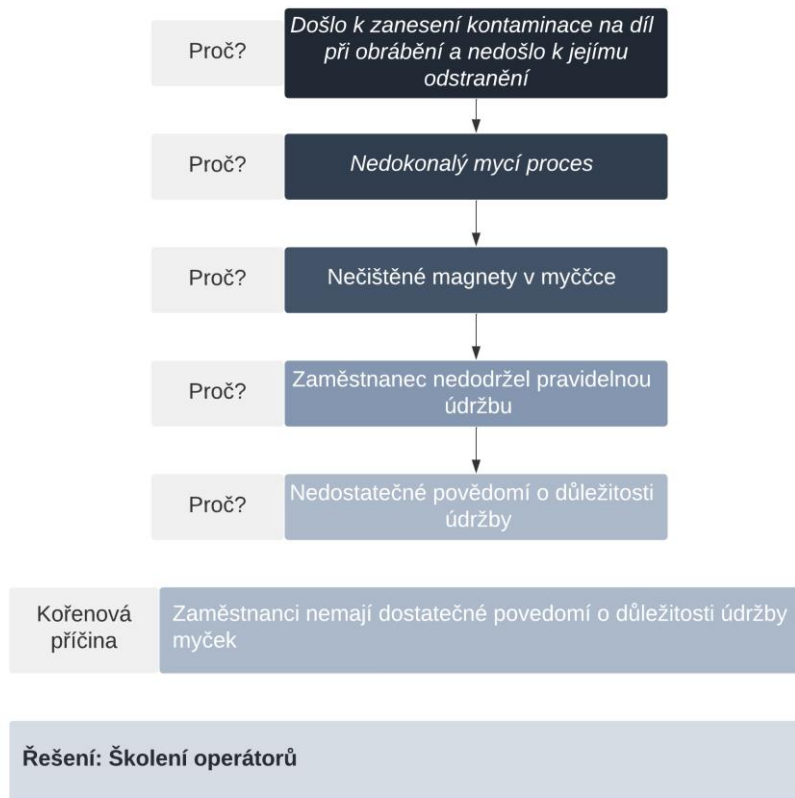 Proč?
Došlo k zanesení kontaminace na díl
při obrábění a nedošlo k jejímu
odstranění
Proč?
Nedokonalý mycí proces
Proč?
Nečištěné magnety v myččce
Proč?
Zaměstnanec nedodržel pravidelnou
údržbu
Proč?
Nedostatečné povědomí o důležitosti
údržby
Kořenová
příčina
Zaměstnanci nemají dostatečné povedomí o důležitosti údržby
myček
Řešení: Školení operátorů